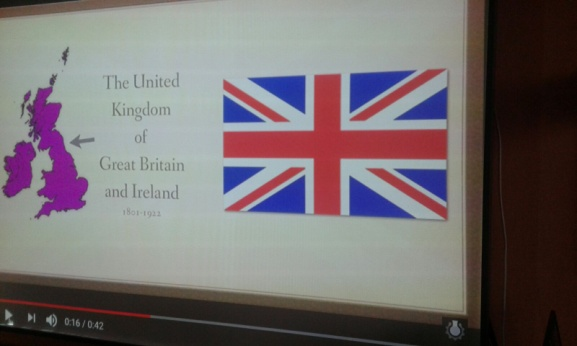 The United
Kingdom
of
Great Britain
and Ireland
1801-1922
0:16 / 0:42